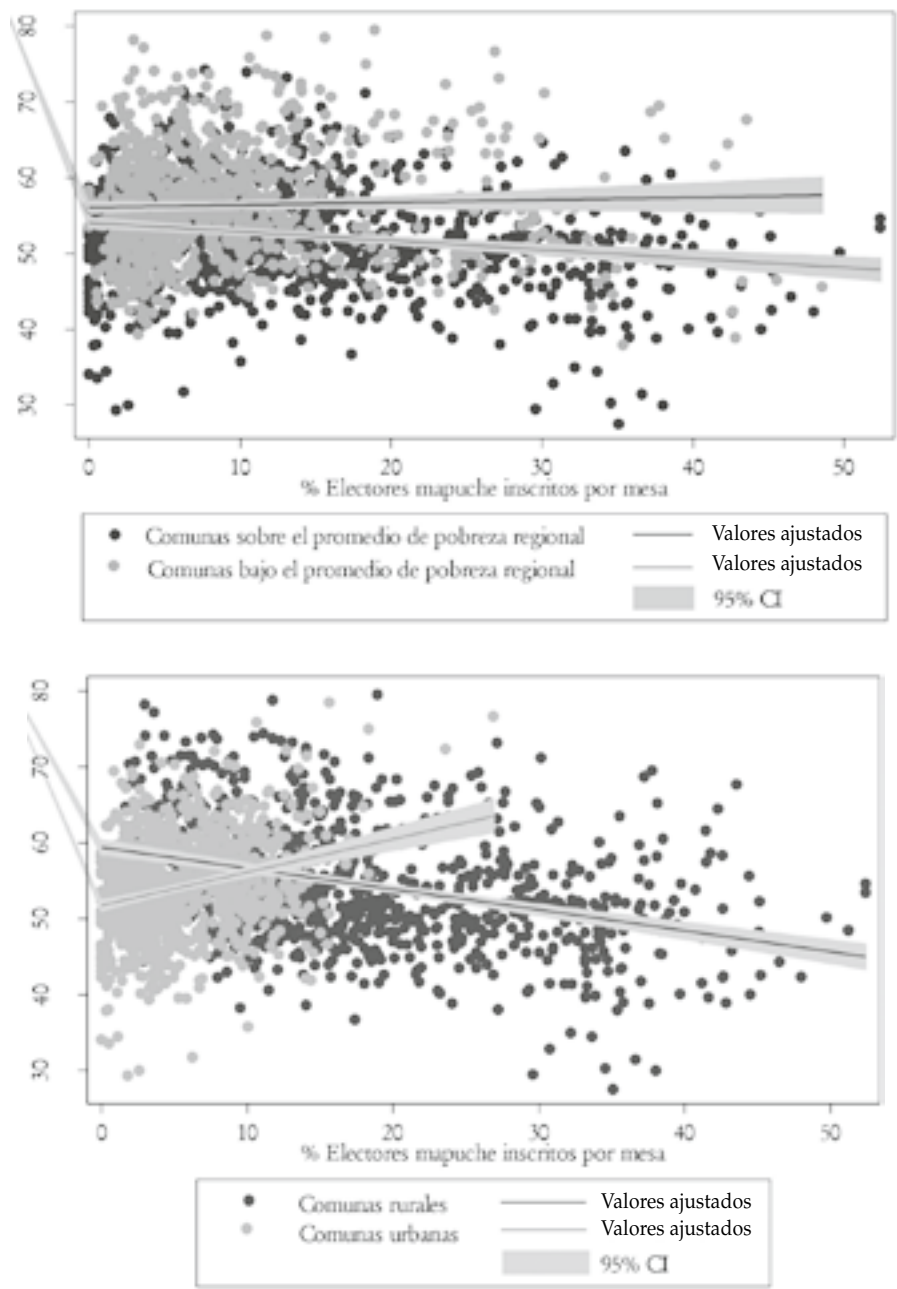 80
70
60
50
40
30
0 10 20 30 40 50
% Electores mapuche inscritos por mesa
Comunas sobre el promedio de pobreza regional Valores ajustados
Comunas bajo el promedio de pobreza regional Valores ajustados
95% CI
80
70
60
50
40
30
0 10 20 30 40 50
% Electores mapuche inscritos por mesa
Comunas rurales Valores ajustados
Comunas urbanas Valores ajustados
95% CI